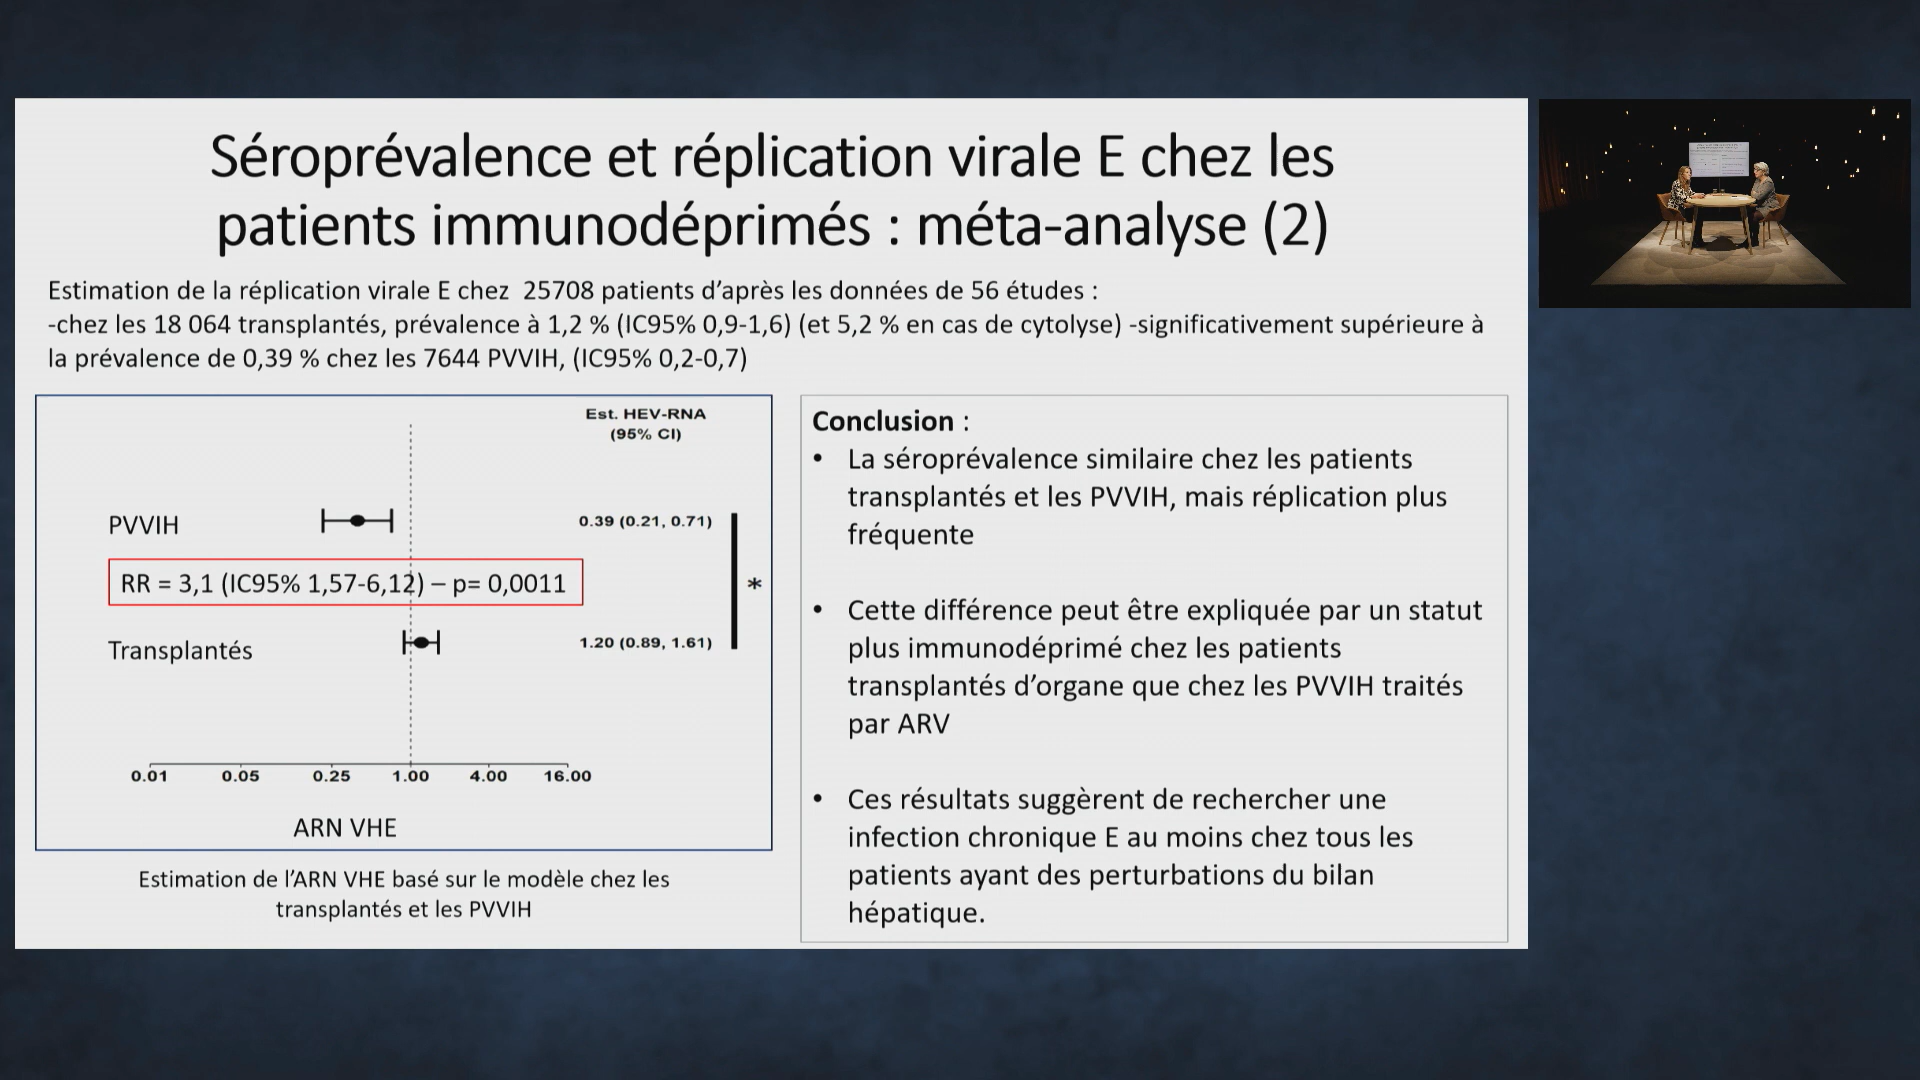 Séroprévalence et réplication virale E chez les
patients immunodéprimés : méta-analyse (2)
Estimation de la réplication virale E chez  25708 patients d’après les données de 56 études :
-chez les 18 064 transplantés, prévalence à 1,2 % (IC95% 0,9-1,6) (et 5,2 % en cas de cytolyse) -significativement supérieure à
la prévalence de 0,39 % chez les 7644 PVVIH, (IC95% 0,2-0,7)
Est. HEV-RNA
(95% CI)
PVVIH
0.39 (0.21, 0.71)
RR = 3,1 (IC95% 1,57-6,12) – p= 0,0011
*
Transplantés
1.20 (0.89, 1.61)
0.01 0.05 0.25 1.00 4.00 16.00
ARN VHE
Estimation de l’ARN VHE basé sur le modèle chez les
transplantés et les PVVIH
Conclusion :
• La séroprévalence similaire chez les patients
transplantés et les PVVIH, mais réplication plus
fréquente
• Cette différence peut être expliquée par un statut
plus immunodéprimé chez les patients
transplantés d’organe que chez les PVVIH traités
par ARV
• Ces résultats suggèrent de rechercher une
infection chronique E au moins chez tous les
patients ayant des perturbations du bilan
hépatique.